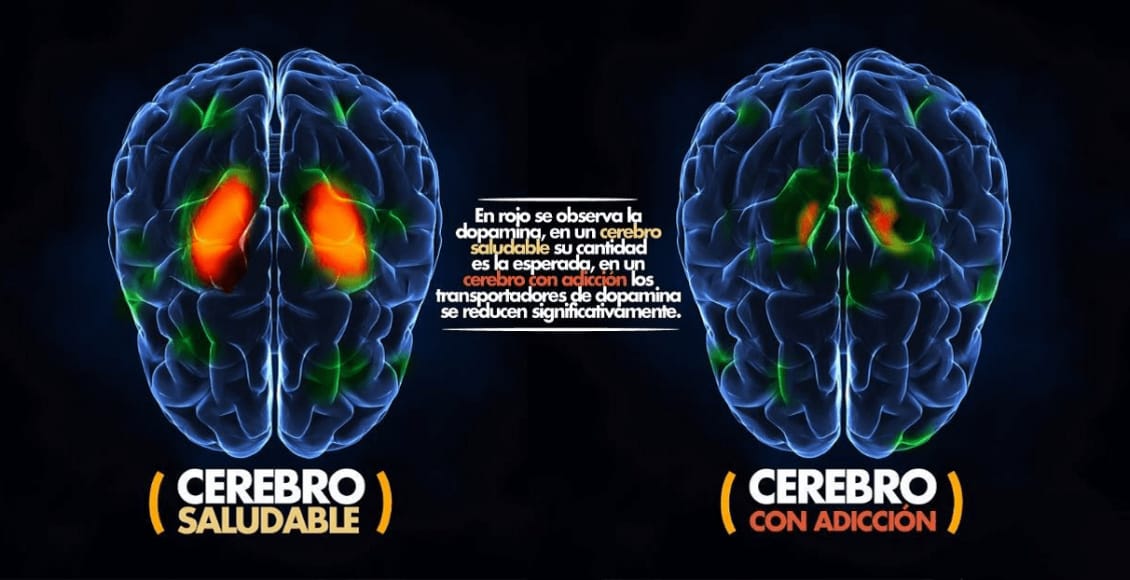 En rojo se observa la
dopamina, en un cerebro
saludable su cantidad
es la esperada, en un
cerebro con adicción los
transportadores de dopamina
se reducen significativamente.
( CEREBRO
SALUDABLE )
( CEREBRO
CON ADICCIÓN )